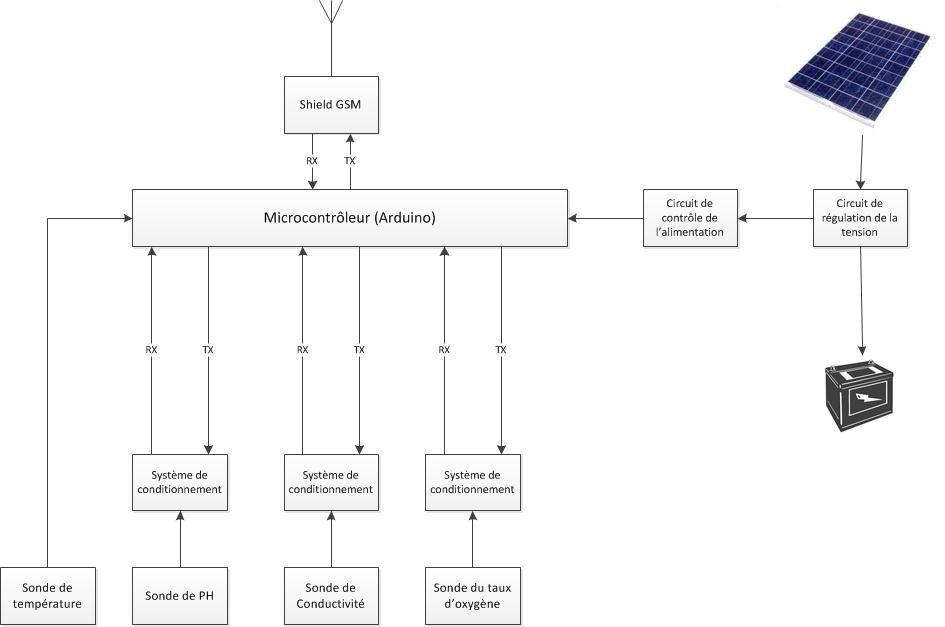 Shield GSM
RX
TX
Microcontrôleur (Arduino)
Circuit de
contrôle de
l'alimentation
Circuit de
régulation de la
tension
RX
TX
RX
TX
RX
TX
Système de
conditionnement
Système de
conditionnement
Système de
conditionnement
Sonde de
température
Sonde de PH
Sonde de
Conductivité
Sonde du taux
d'oxygène